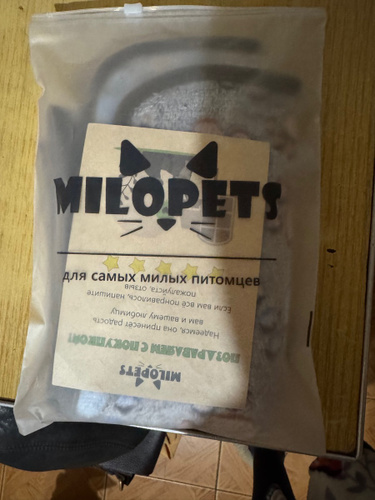 MILOPETS
для самых милых питомцев
MILOPETS
ПОЗДРАВЛЯЕМ С ПОКУПКОЙ!
Надеемся, она принесёт радость
вам и вашему любимцу
Если вам всё понравилось, напишите
пожалуйста, отзыв